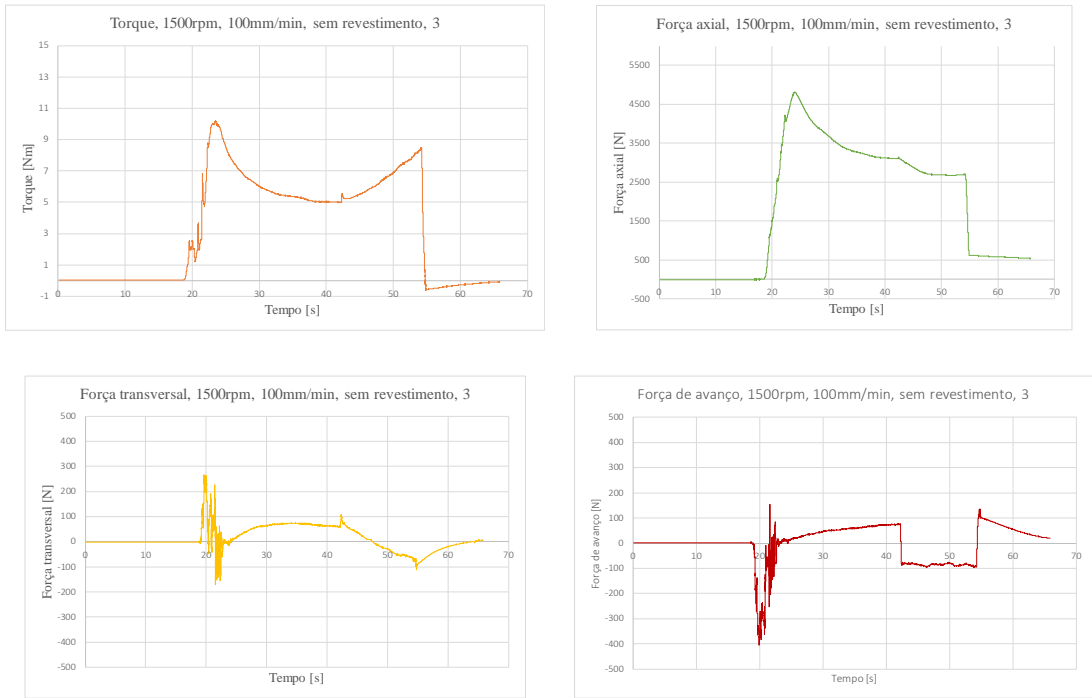 Torque, 1500rpm, 100mm/min, sem revestimento, 3
15
13
11
9
7
5
3
1
-1
Torque [Nm]
0 10 20 30 40 50 60 70
Tempo [s]
Força axial, 1500rpm, 100mm/min, sem revestimento, 3
5500
4500
3500
2500
1500
500
-500
Força axial [N]
0 10 20 30 40 50 60 70
Tempo [s]
Força transversal, 1500rpm, 100mm/min, sem revestimento, 3
500
400
300
200
100
0
-100
-200
-300
-400
-500
Força transversal [N]
0 10 20 30 40 50 60 70
Tempo [s]
Força de avanço, 1500rpm, 100mm/min, sem revestimento, 3
500
400
300
200
100
0
-100
-200
-300
-400
-500
Força de avanço [N]
0 10 20 30 40 50 60 70
Tempo [s]